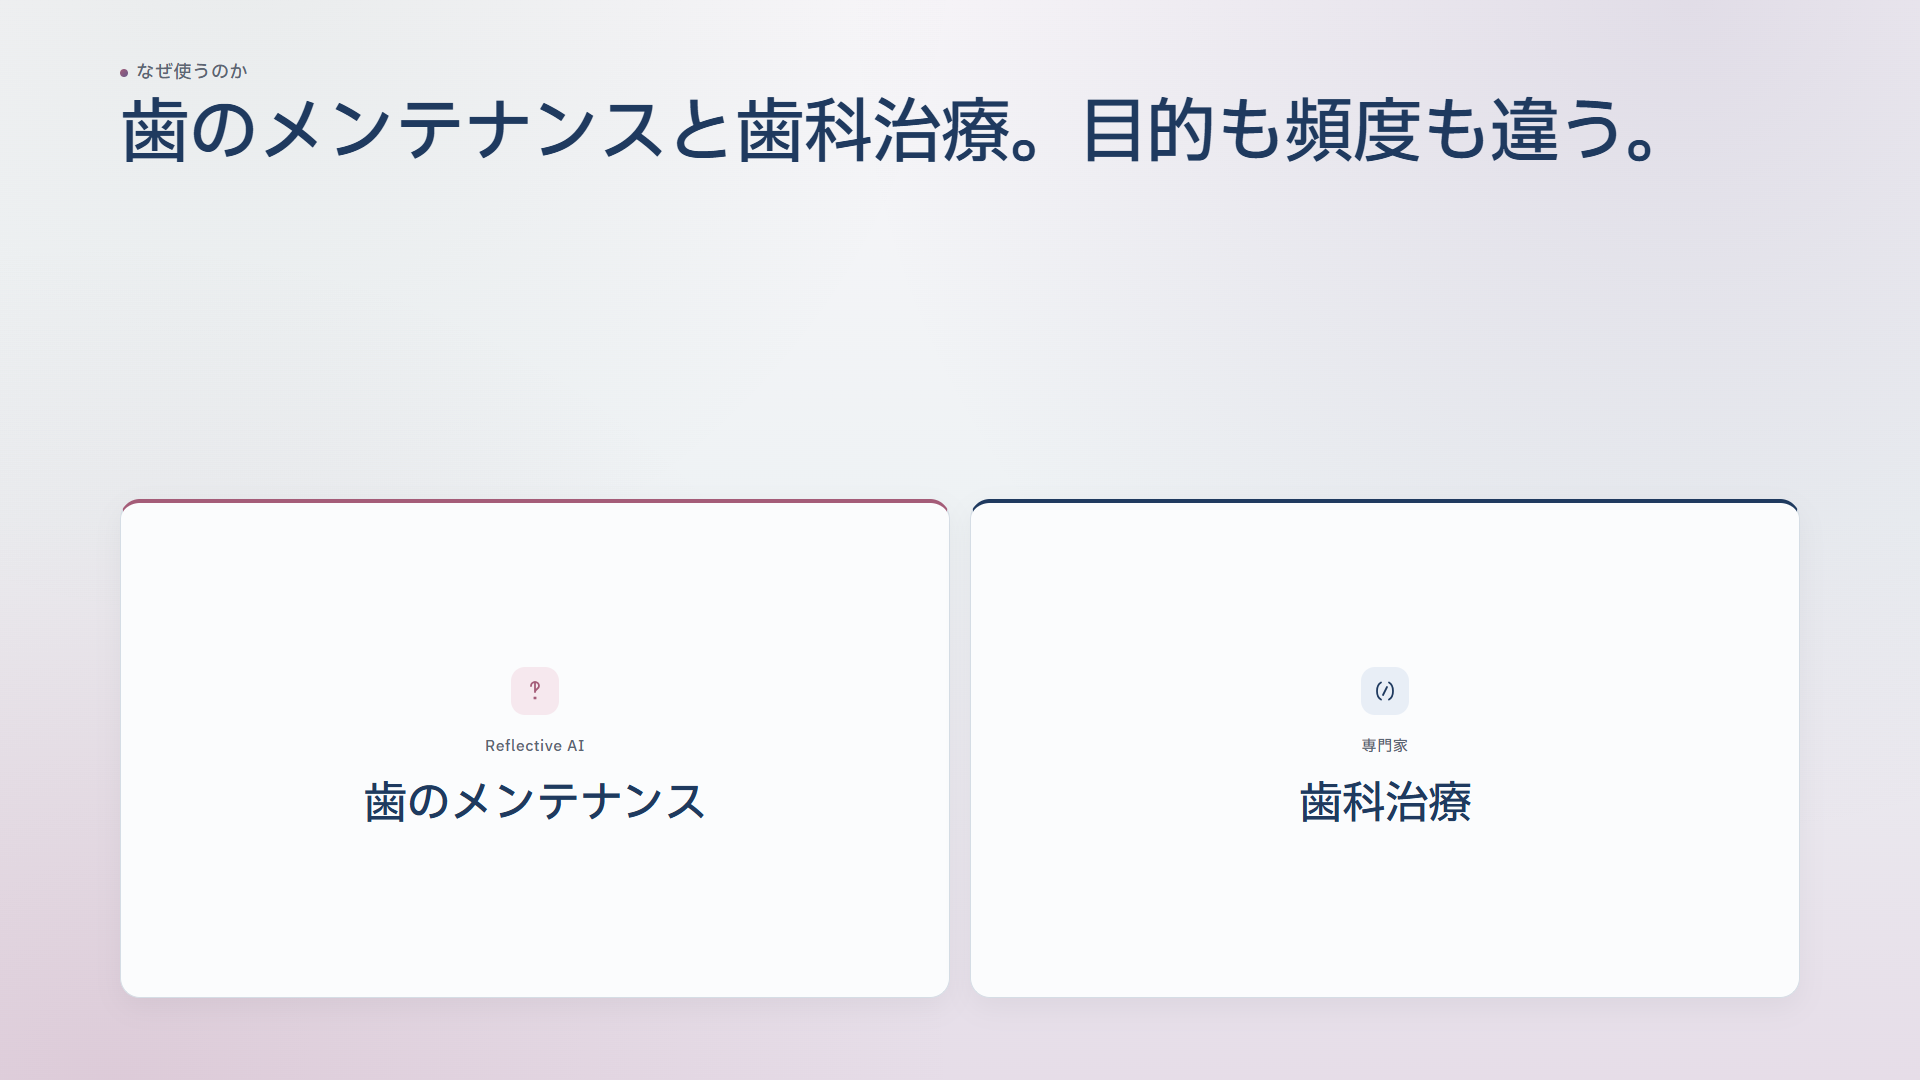 なぜ使うのか
歯のメンテナンスと歯科治療。目的も頻度も違う。
Reflective AI
歯のメンテナンス
専門家
歯科治療